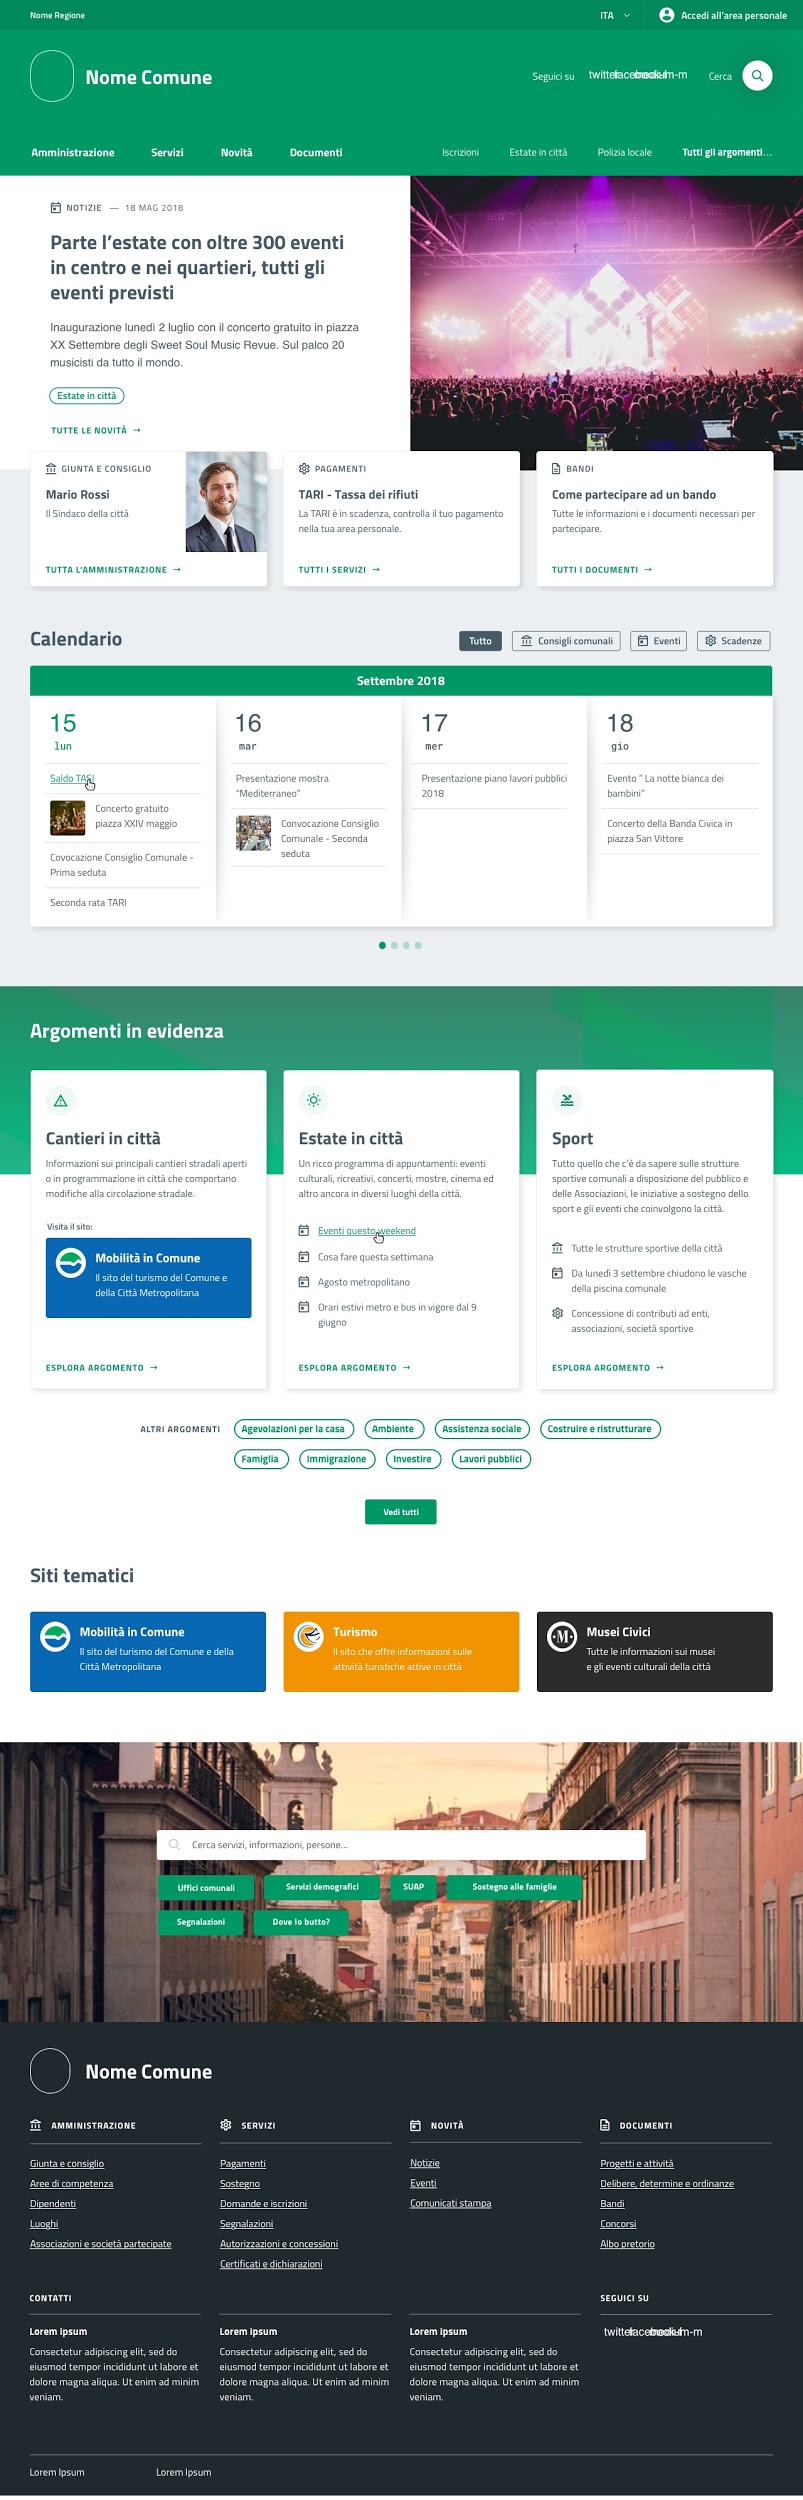 Nome Regione
ITA
Accedi all'area personale
Nome Comune
Seguici su
Cerca
Amministrazione
Servizi
Novità
Documenti
Iscrizioni
Estate in città
Polizia locale
Tutti gli argomenti...
NOTIZIE — 18 MAG 2018
Parte l'estate con oltre 300 eventi
in centro e nei quartieri, tutti gli
eventi previsti
Inaugurazione lunedì 2 luglio con il concerto gratuito in piazza
XX Settembre degli Sweet Soul Music Revue. Sul palco 20
musicisti da tutto il mondo.
Estate in città
TUTTE LE NOVITÀ →
GIUNTA E CONSIGLIO
Mario Rossi
Il Sindaco della città
TUTTA L'AMMINISTRAZIONE →
PAGAMENTI
TARI - Tassa dei rifiuti
La TARI è in scadenza, controlla il tuo pagamento
nella tua area personale.
TUTTI I SERVIZI →
BANDI
Come partecipare ad un bando
Tutte le informazioni e i documenti necessari per
partecipare.
TUTTI I DOCUMENTI →
Calendario
Tutto
Consigli comunali
Eventi
Scadenze
Settembre 2018
15
lun
Saldo TASI
Concerto gratuito
piazza XXIV maggio
Covocazione Consiglio Comunale -
Prima seduta
Seconda rata TARI
16
mar
Presentazione mostra
"Mediterraneo"
Convocazione Consiglio
Comunale - Seconda
seduta
17
mer
Presentazione piano lavori pubblici
2018
18
gio
Evento " La notte bianca dei
bambini"
Concerto della Banda Civica in
piazza San Vittore
Argomenti in evidenza
Cantieri in città
Informazioni sui principali cantieri stradali aperti
o in programmazione in città che comportano
modifiche alla circolazione stradale.
Visita il sito:
Mobilità in Comune
Il sito del turismo del Comune e
della Città Metropolitana
ESPLORA ARGOMENTO →
Estate in città
Un ricco programma di appuntamenti: eventi
culturali, ricreativi, concerti, mostre, cinema ed
altro ancora in diversi luoghi della città.
Eventi questo weekend
Cosa fare questa settimana
Agosto metropolitano
Orari estivi metro e bus in vigore dal 9
giugno
ESPLORA ARGOMENTO →
Sport
Tutto quello che c'è da sapere sulle strutture
sportive comunali a disposizione del pubblico e
delle Associazioni, le iniziative a sostegno dello
sport e gli eventi che coinvolgono la città.
Tutte le strutture sportive della città
Da lunedì 3 settembre chiudono le vasche
della piscina comunale
Concessione di contributi ad enti,
associazioni, società sportive
ESPLORA ARGOMENTO →
ALTRI ARGOMENTI
Agevolazioni per la casa
Ambiente
Assistenza sociale
Costruire e ristrutturare
Famiglia
Immigrazione
Investire
Lavori pubblici
Vedi tutti
Siti tematici
Mobilità in Comune
Il sito del turismo del Comune e della
Città Metropolitana
Turismo
Il sito che offre informazioni sulle
attività turistiche attive in città
·M·
Musei Civici
Tutte le informazioni sui musei
e gli eventi culturali della città
Cerca servizi, informazioni, persone...
Uffici comunali
Servizi demografici
SUAP
Sostegno alle famiglie
Segnalazioni
Dove lo butto?
Nome Comune
AMMINISTRAZIONE
Giunta e consiglio
Aree di competenza
Dipendenti
Luoghi
Associazioni e società partecipate
SERVIZI
Pagamenti
Sostegno
Domande e iscrizioni
Segnalazioni
Autorizzazioni e concessioni
Certificati e dichiarazioni
NOVITÀ
Notizie
Eventi
Comunicati stampa
DOCUMENTI
Progetti e attività
Delibere, determine e ordinanze
Bandi
Concorsi
Albo pretorio
CONTATTI
Lorem ipsum
Consectetur adipiscing elit, sed do
eiusmod tempor incididunt ut labore et
dolore magna aliqua. Ut enim ad minim
veniam.
Lorem ipsum
Consectetur adipiscing elit, sed do
eiusmod tempor incididunt ut labore et
dolore magna aliqua. Ut enim ad minim
veniam.
Lorem ipsum
Consectetur adipiscing elit, sed do
eiusmod tempor incididunt ut labore et
dolore magna aliqua. Ut enim ad minim
veniam.
SEGUICI SU
Lorem Ipsum
Lorem Ipsum